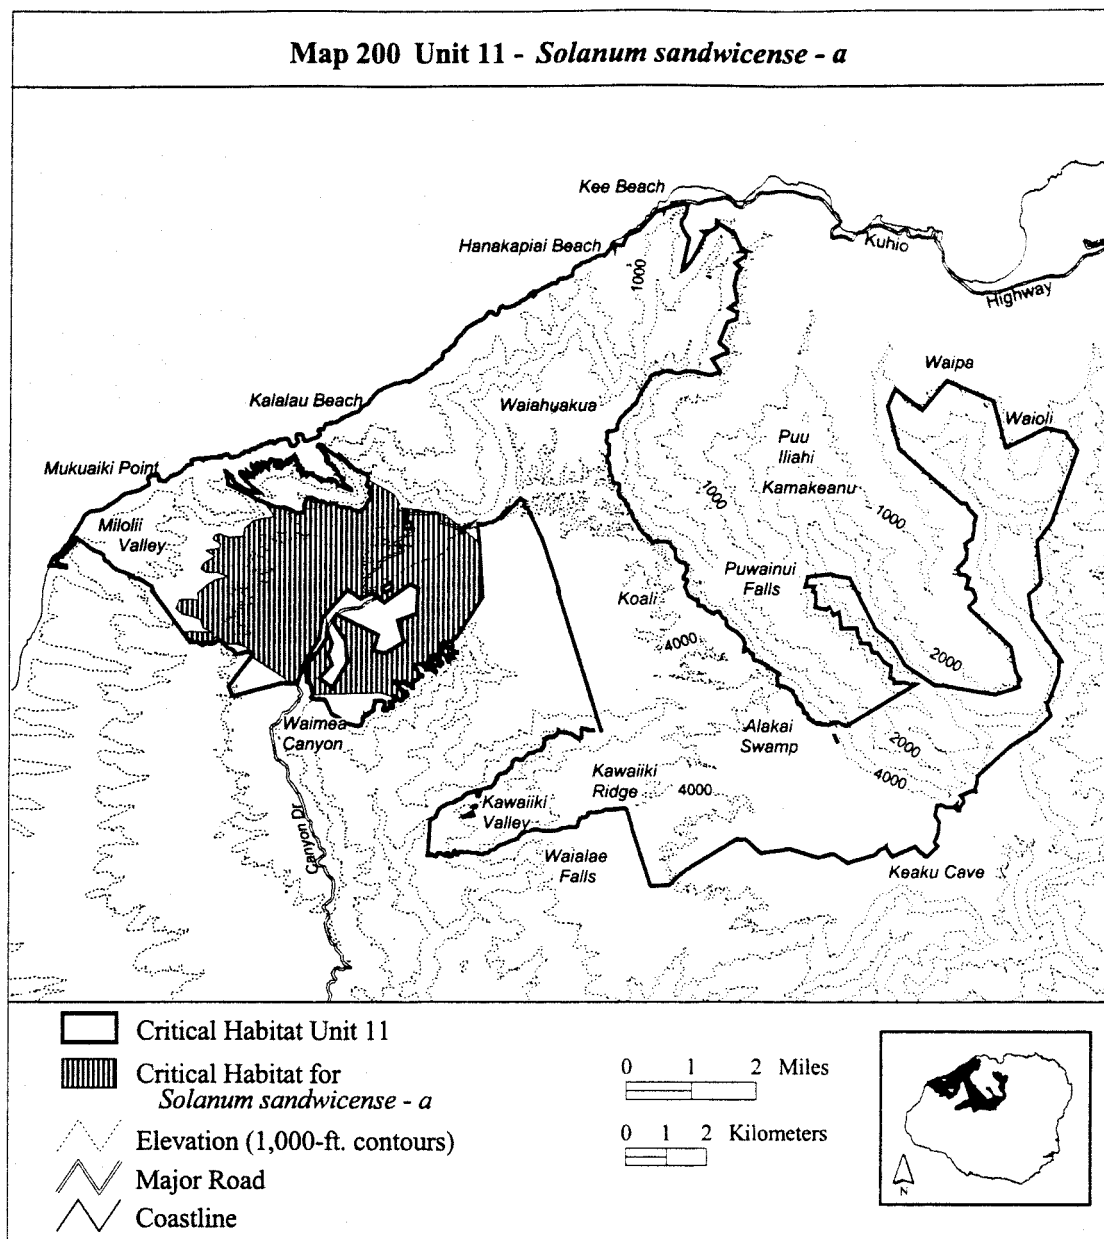 Map 200 Unit 11 - Solanum sandwicense - a
Kee Beach
Hanakapiai Beach
Kuhio
Highway
1000
Waipa
Kalalau Beach
Waiahuakua
Waioli
Puu
Iliahi
Kamakeanu
Mukuaiki Point
1000
1000
Milolii
Valley
Puwainui
Falls
Koali
4000
2000
Waimea
Canyon
Alakai
Swamp
2000
4000
Kawaiiki
Ridge
4000
Kawaiiki
Valley
Canyon Dr
Waialae
Falls
Keaku Cave
Critical Habitat Unit 11
Critical Habitat for
Solanum sandwicense - a
Elevation (1,000-ft. contours)
Major Road
Coastline
0 1 2 Miles
0 1 2 Kilometers
N